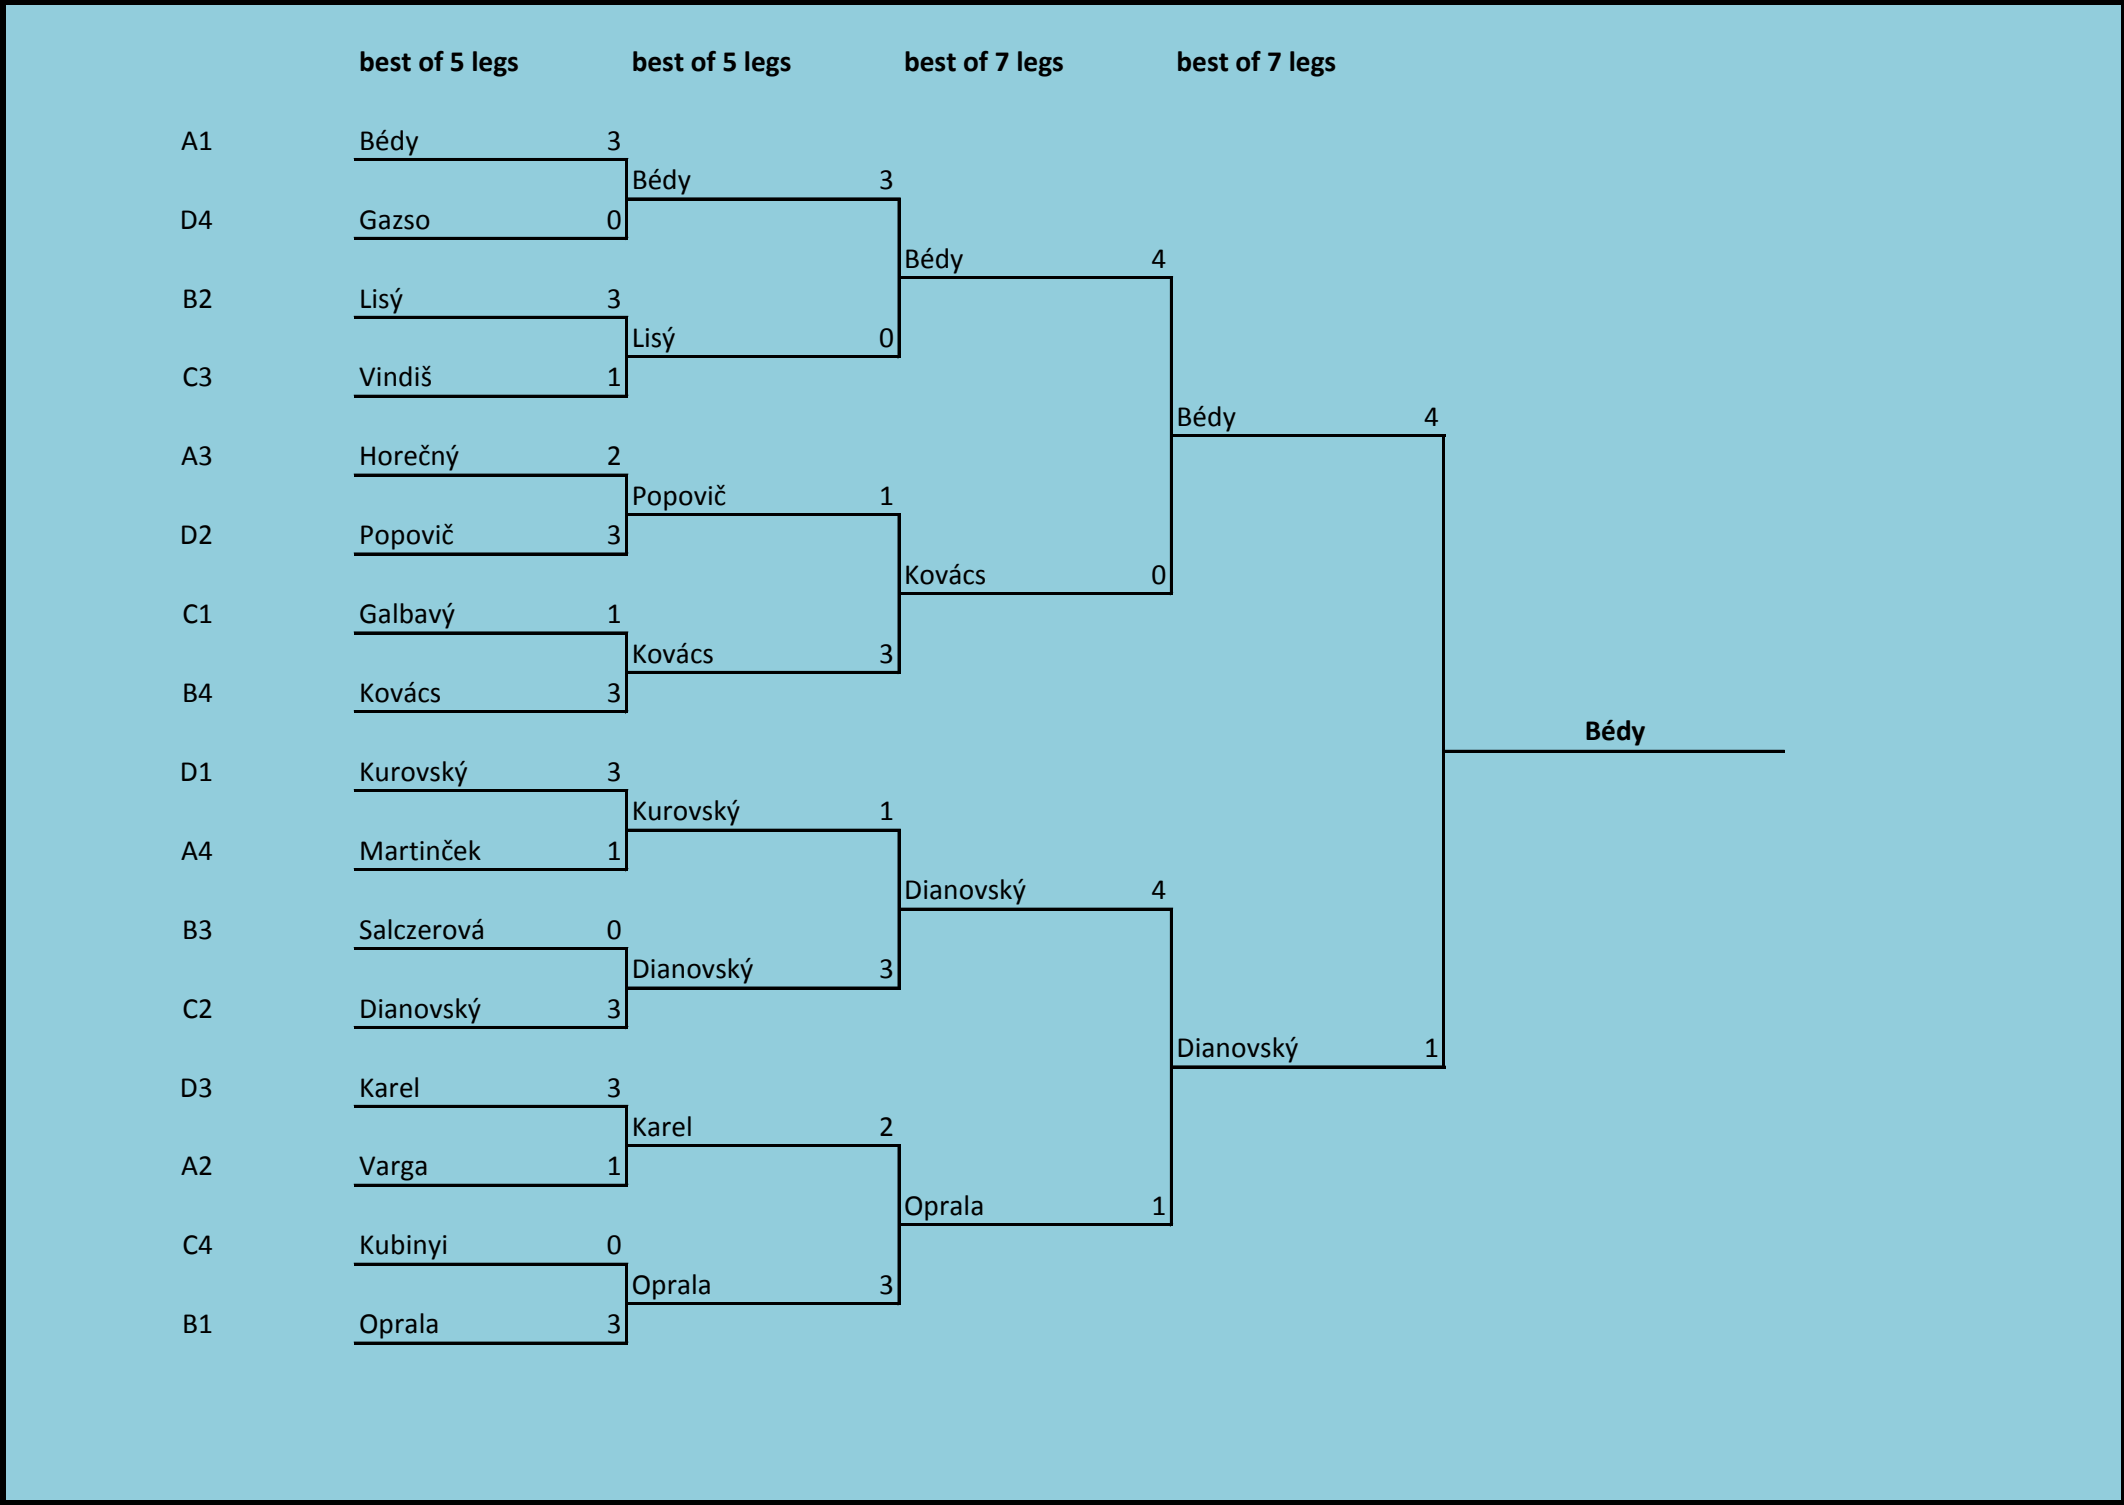 best of 5 legs best of 5 legs best of 7 legs best of 7 legs
A1 Bédy 3
Bédy 3
D4 Gazso 0
Bédy 4
B2 Lisý 3
Lisý 0
C3 Vindiš 1
Bédy 4
A3 Horečný 2
Popovič 1
D2 Popovič 3
Kovács 0
C1 Galbavý 1
Kovács 3
B4 Kovács 3
Bédy
D1 Kurovský 3
Kurovský 1
A4 Martinček 1
Dianovský 4
B3 Salczerová 0
Dianovský 3
C2 Dianovský 3
Dianovský 1
D3 Karel 3
Karel 2
A2 Varga 1
Oprala 1
C4 Kubinyi 0
Oprala 3
B1 Oprala 3